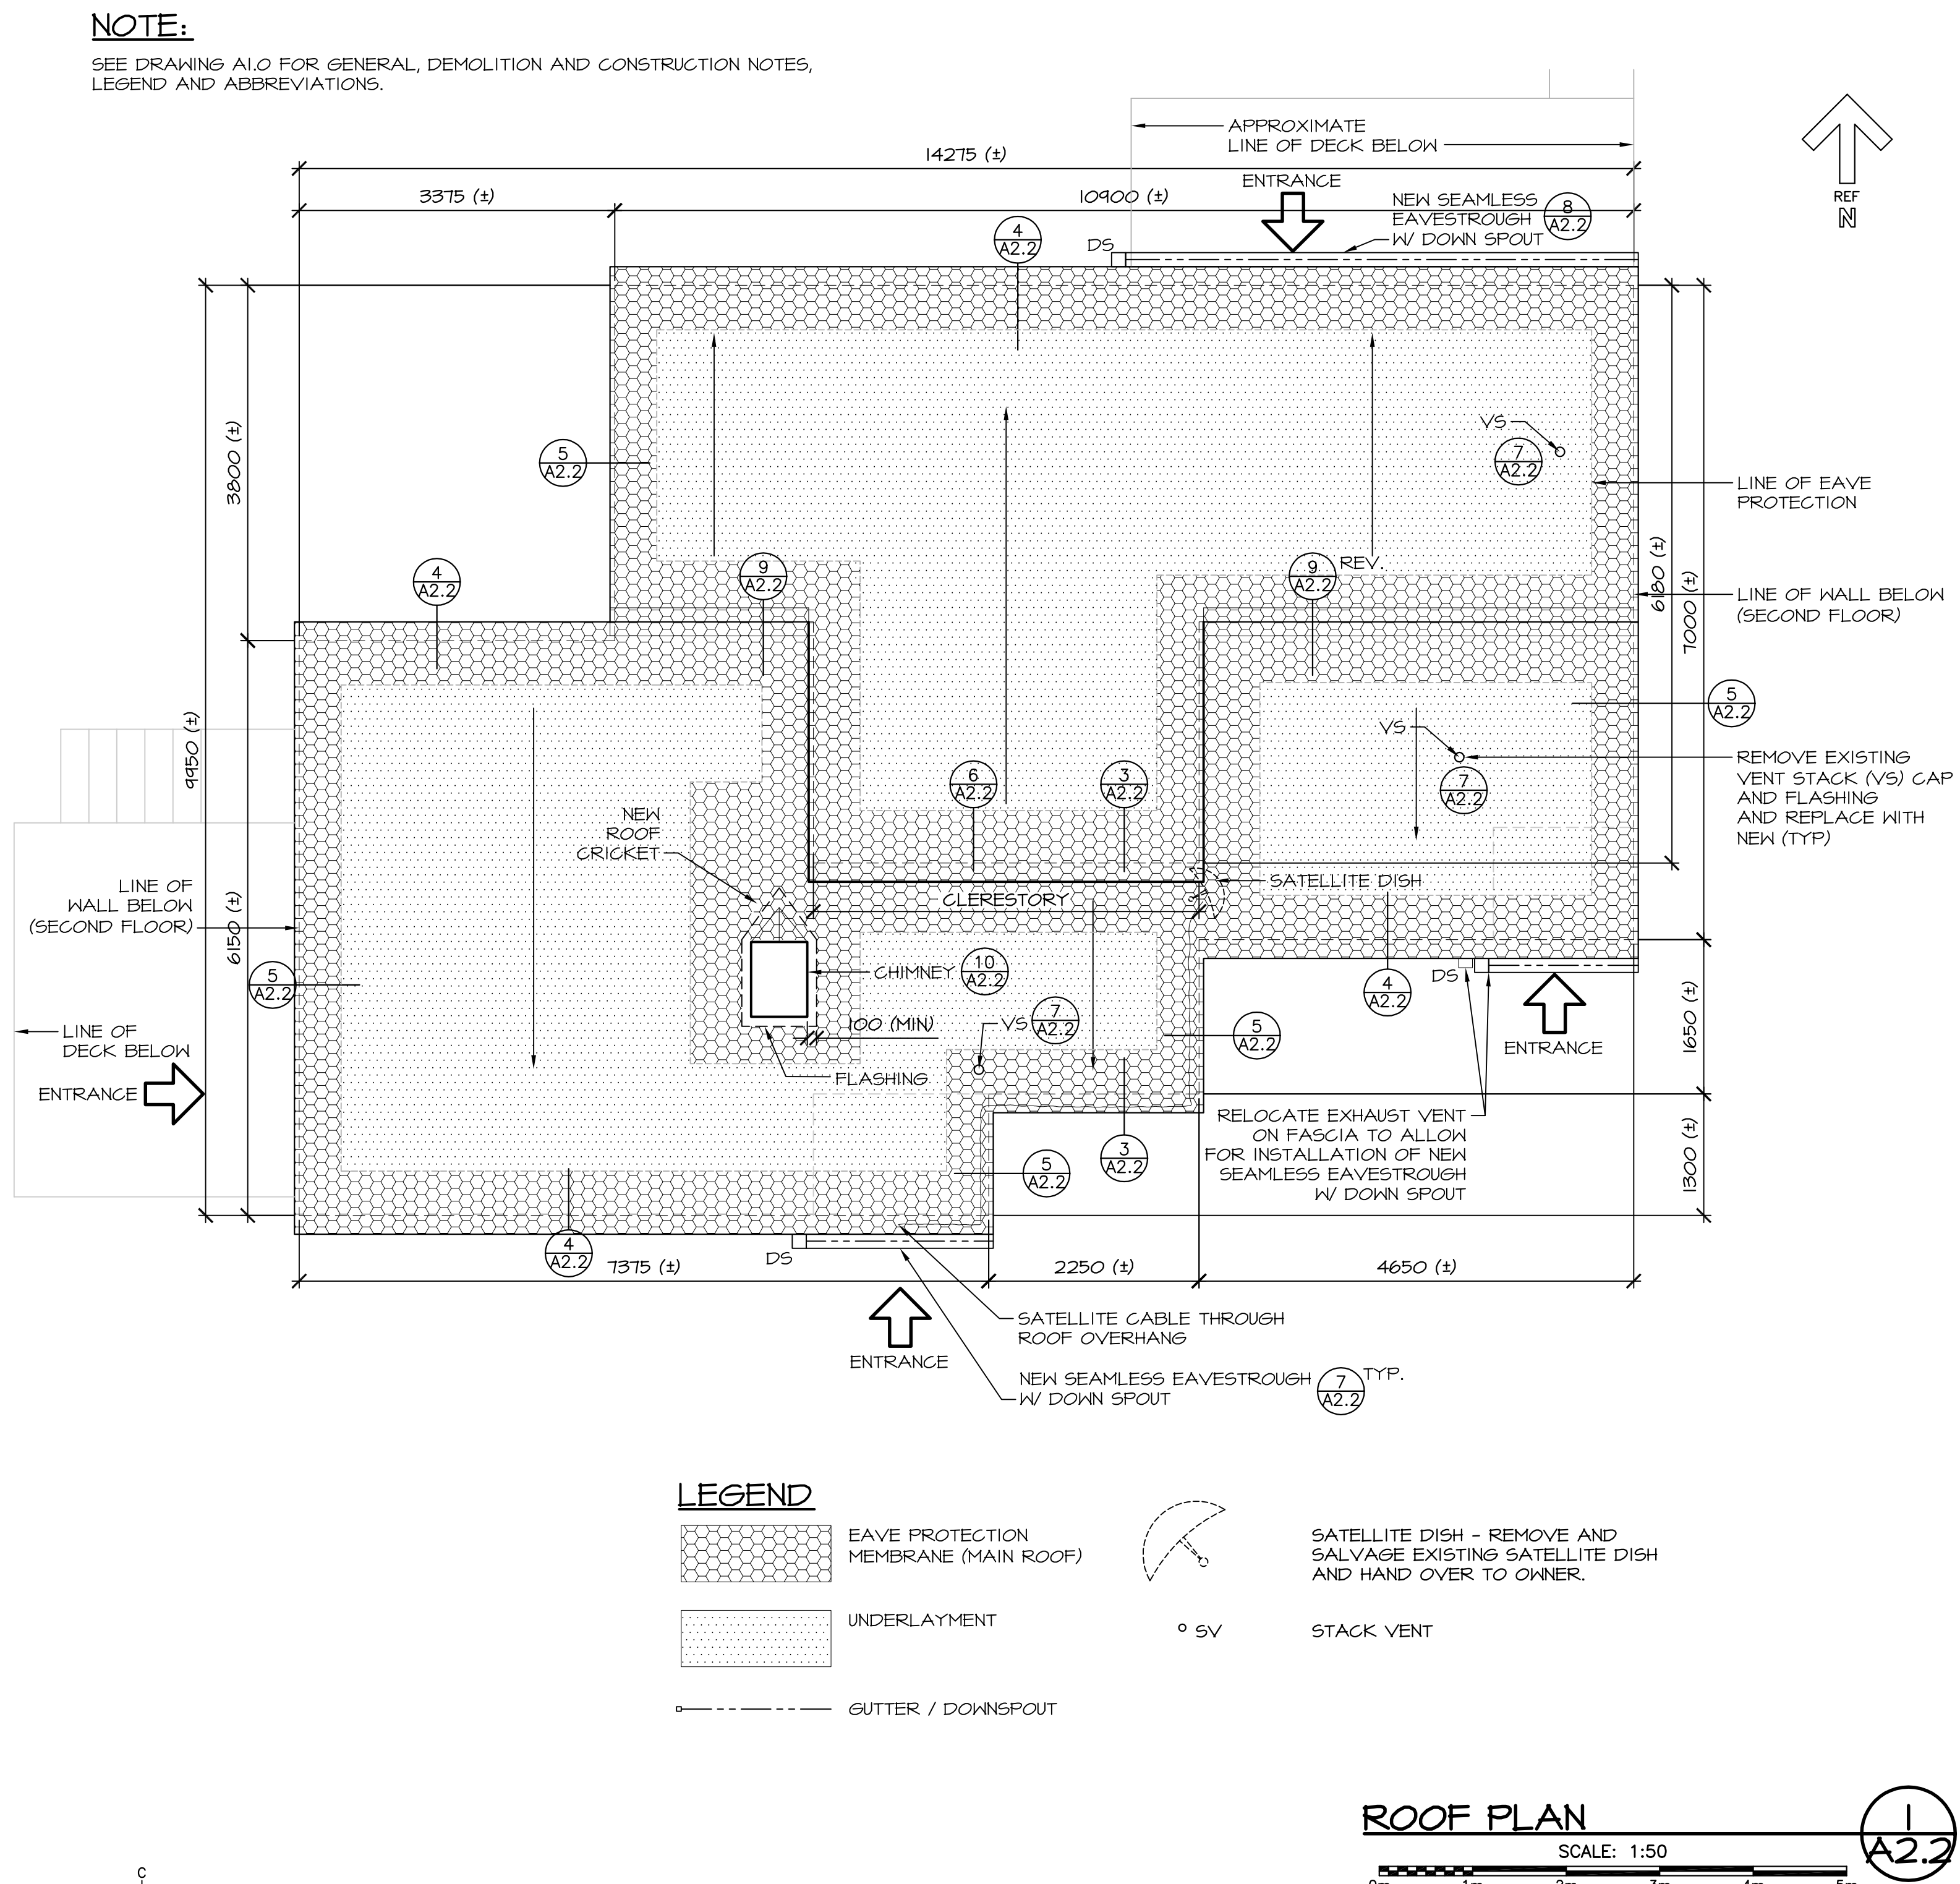 NOTE:
SEE DRAWING A1.0 FOR GENERAL, DEMOLITION AND CONSTRUCTION NOTES,
LEGEND AND ABBREVIATIONS.
APPROXIMATE
LINE OF DECK BELOW
14275 (±)
3375 (±)
10900 (±)
ENTRANCE
NEW SEAMLESS
EAVESTROUGH
W/ DOWN SPOUT
8
A2.2
REF
N
4
A2.2
DS
3800 (±)
5
A2.2
VS
7
A2.2
LINE OF EAVE
PROTECTION
4
A2.2
9
A2.2
9
A2.2
REV.
6180 (±)
7000 (±)
LINE OF WALL BELOW
(SECOND FLOOR)
5
A2.2
9950 (±)
VS
7
A2.2
REMOVE EXISTING
VENT STACK (VS) CAP
AND FLASHING
AND REPLACE WITH
NEW (TYP)
6
A2.2
3
A2.2
NEW
ROOF
CRICKET
LINE OF
WALL BELOW
(SECOND FLOOR)
6150 (±)
SATELLITE DISH
CLERESTORY
5
A2.2
CHIMNEY
10
A2.2
4
A2.2
DS
LINE OF
DECK BELOW
100 (MIN)
VS
7
A2.2
5
A2.2
1650 (±)
ENTRANCE
FLASHING
ENTRANCE
RELOCATE EXHAUST VENT
ON FASCIA TO ALLOW
FOR INSTALLATION OF NEW
SEAMLESS EAVESTROUGH
W/ DOWN SPOUT
3
A2.2
5
A2.2
1300 (±)
4
A2.2
DS
7375 (±)
2250 (±)
4650 (±)
SATELLITE CABLE THROUGH
ROOF OVERHANG
ENTRANCE
NEW SEAMLESS EAVESTROUGH
W/ DOWN SPOUT
7
A2.2
TYP.
LEGEND
EAVE PROTECTION
MEMBRANE (MAIN ROOF)
SATELLITE DISH - REMOVE AND
SALVAGE EXISTING SATELLITE DISH
AND HAND OVER TO OWNER.
UNDERLAYMENT
SV
STACK VENT
GUTTER / DOWNSPOUT
ROOF PLAN
1
A2.2
SCALE: 1:50
C